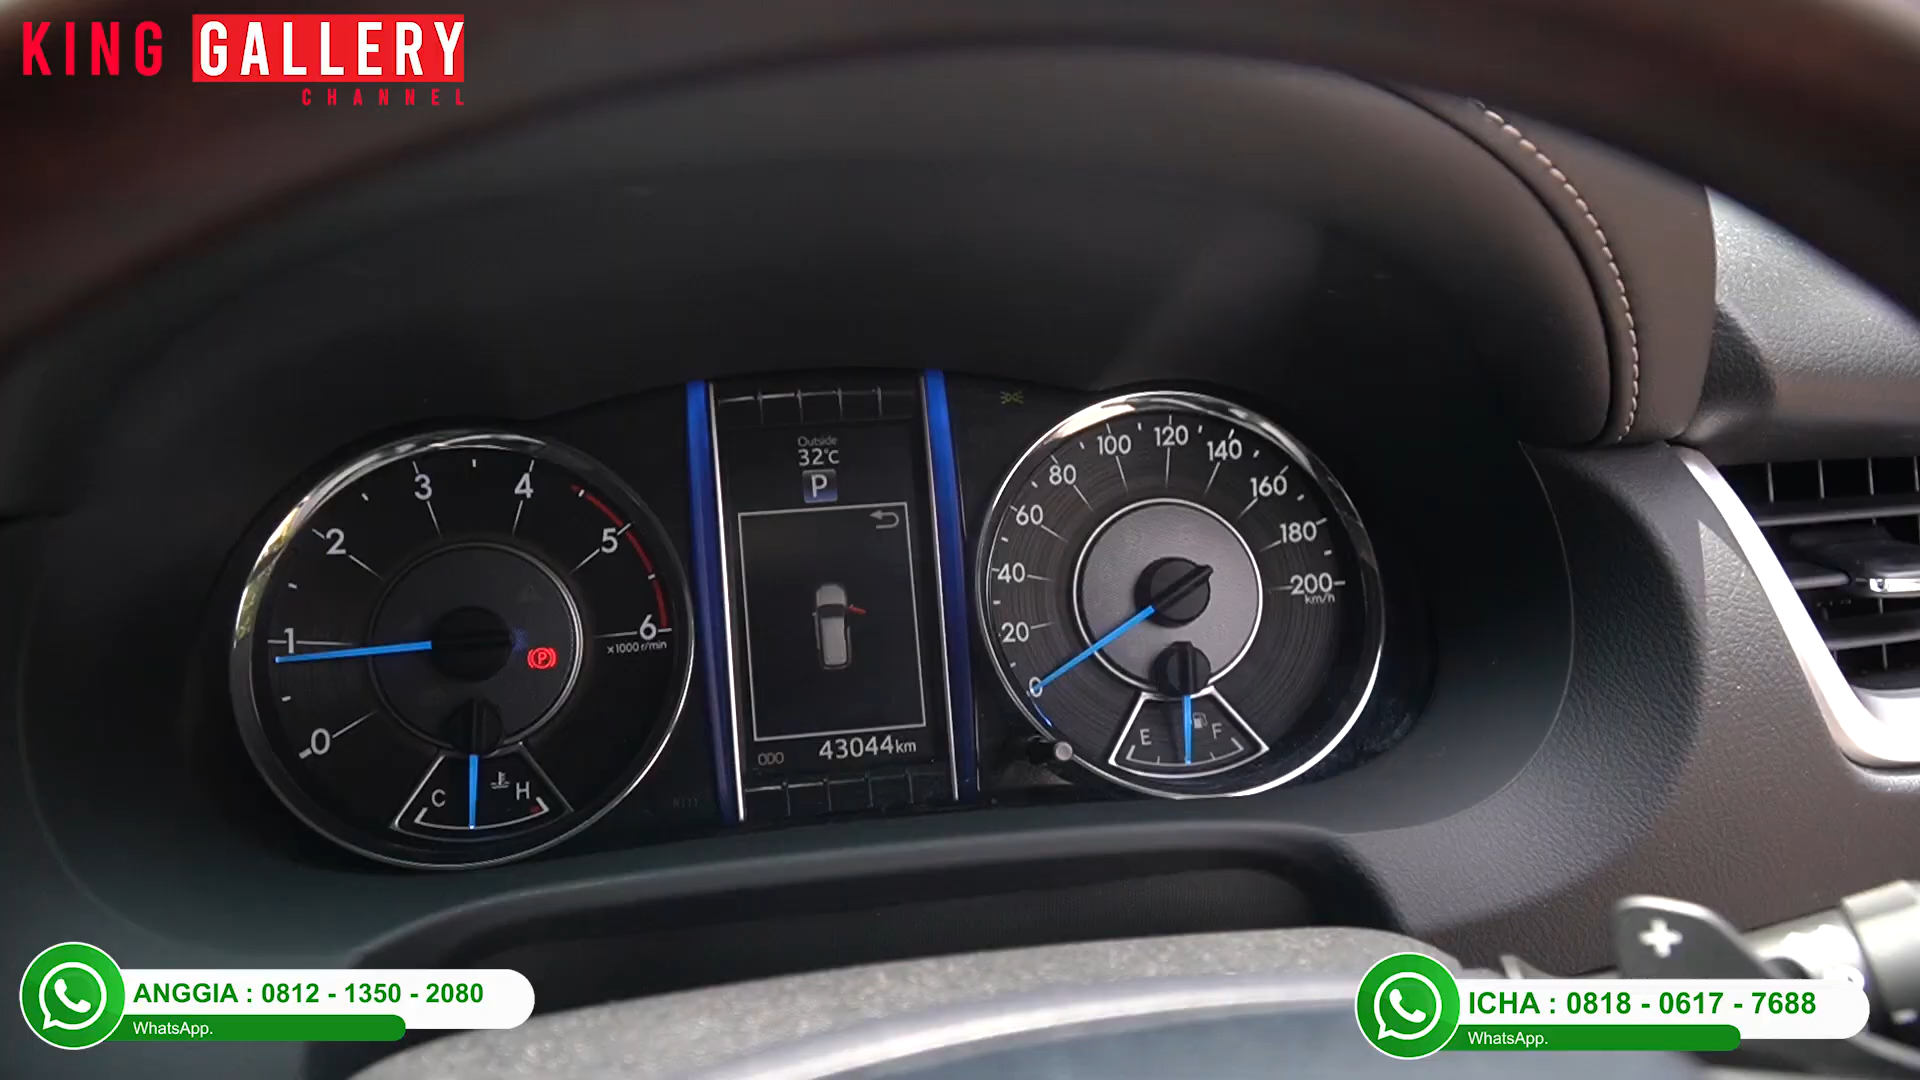 KING GALLERY
CHANNEL
Outside
32°C
P
ODO 43044km
0
1
2
3
4
5
6
x1000 r/min
C H
0
20
40
60
80
100
120
140
160
180
200
km/h
E F
(P)
+
ANGGIA : 0812 - 1350 - 2080
WhatsApp.
ICHA : 0818 - 0617 - 7688
WhatsApp.